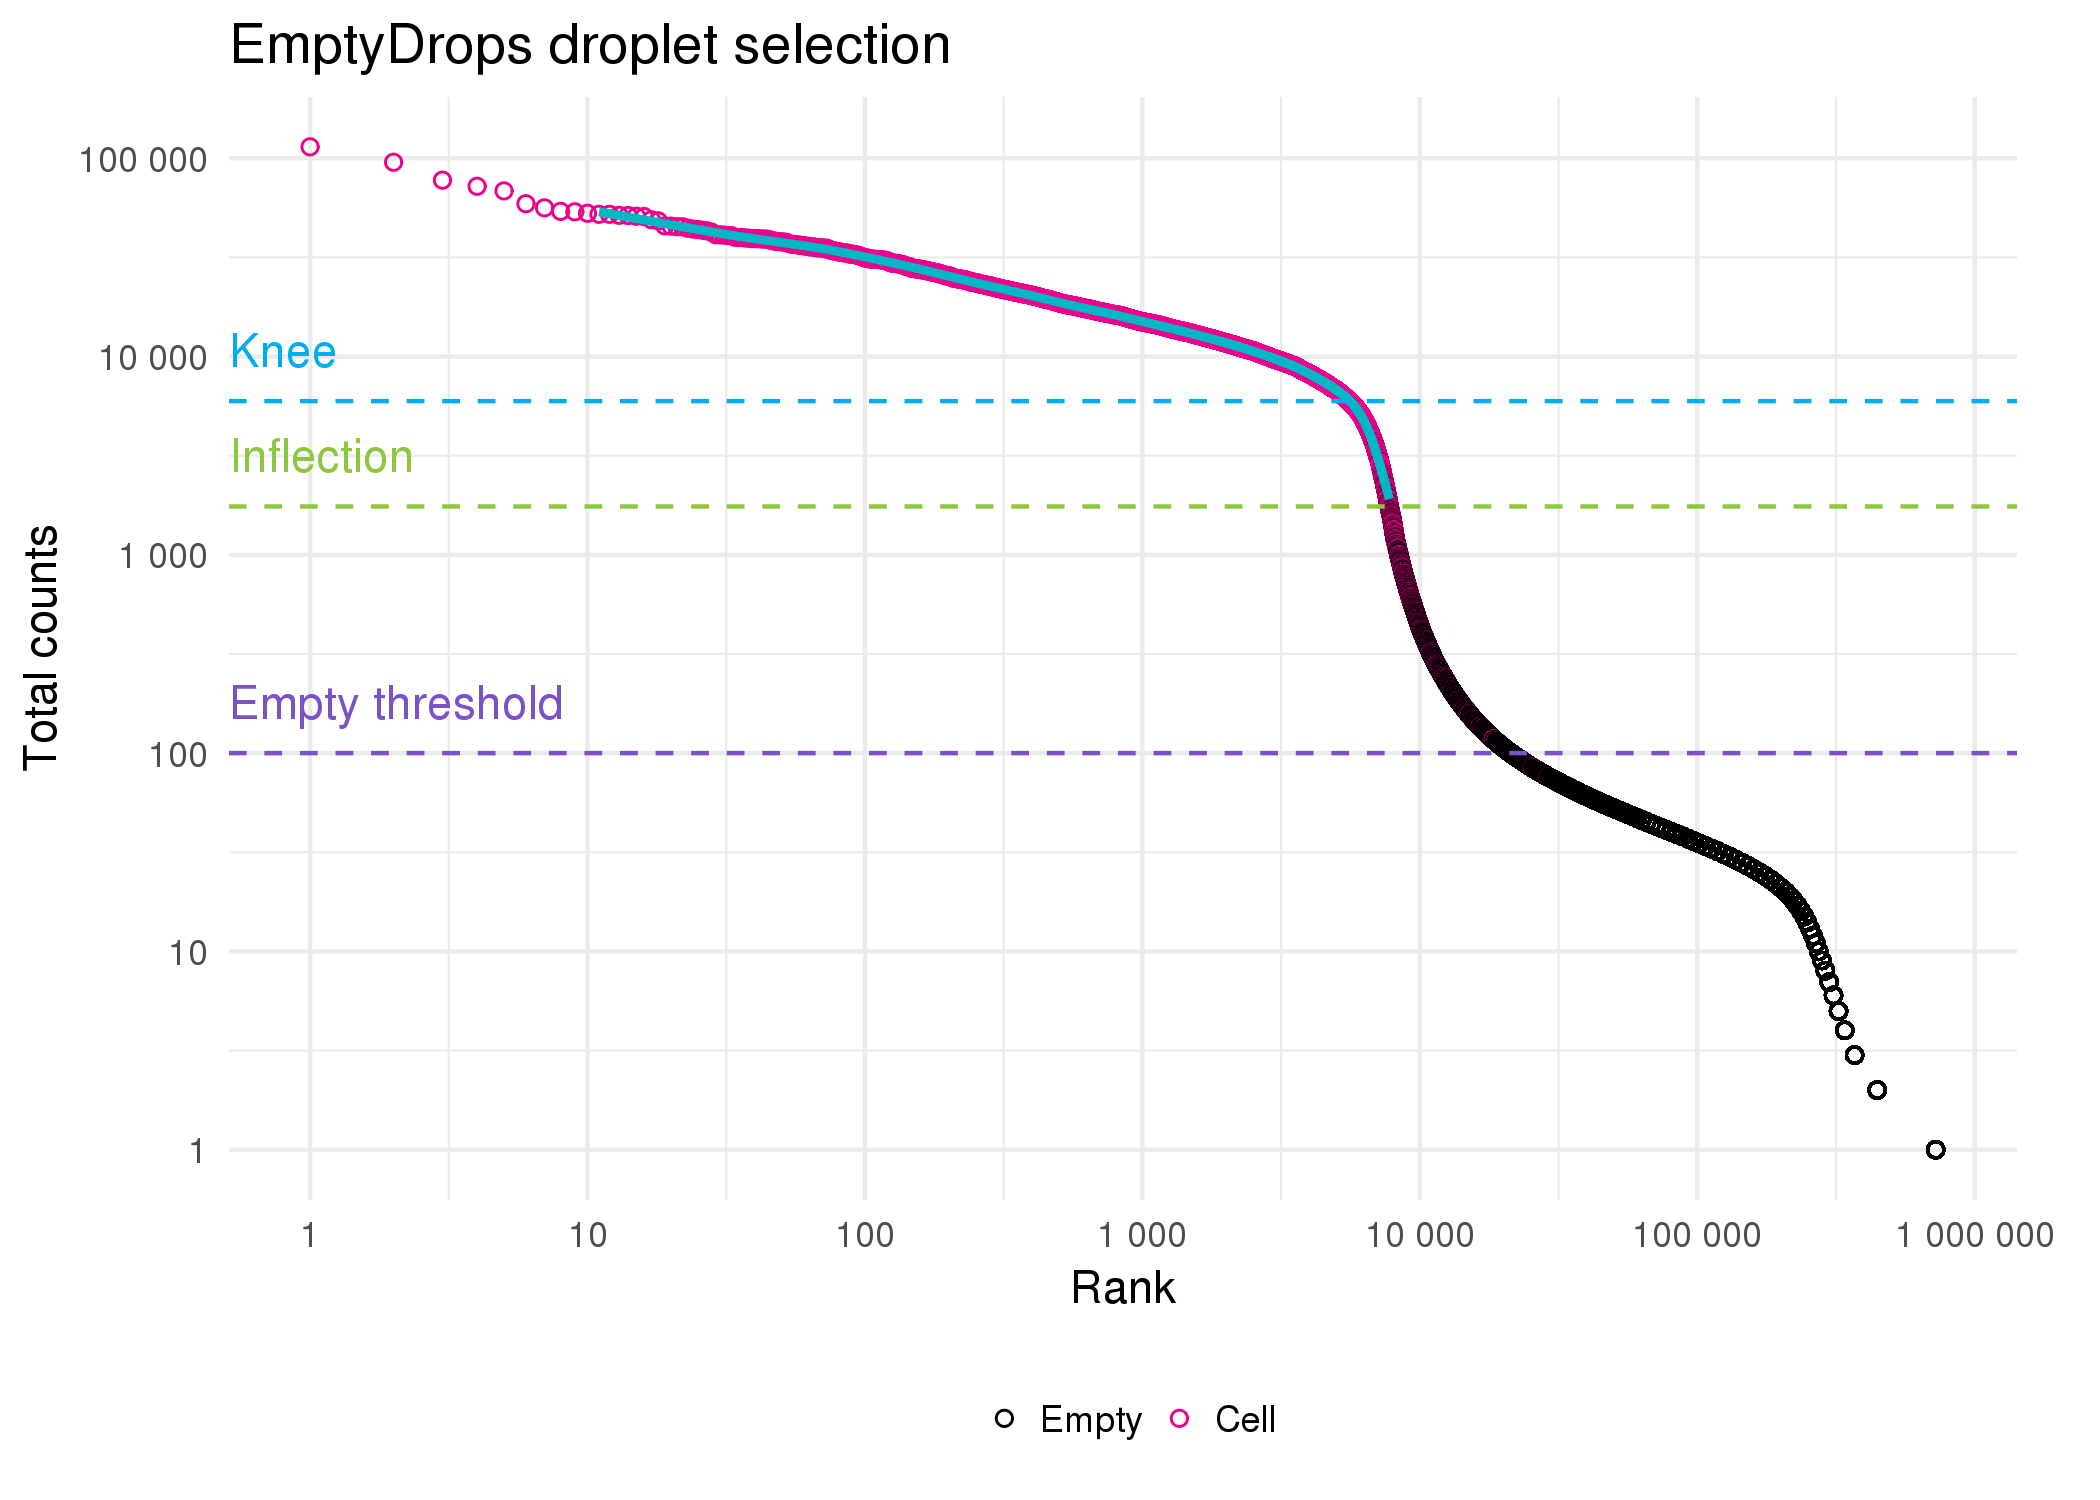 EmptyDrops droplet selection
100 000
Knee
10 000
Inflection
1 000
Total counts
Empty threshold
100
10
1
1 10 100 1 000 10 000 100 000 1 000 000
Rank
Empty Cell